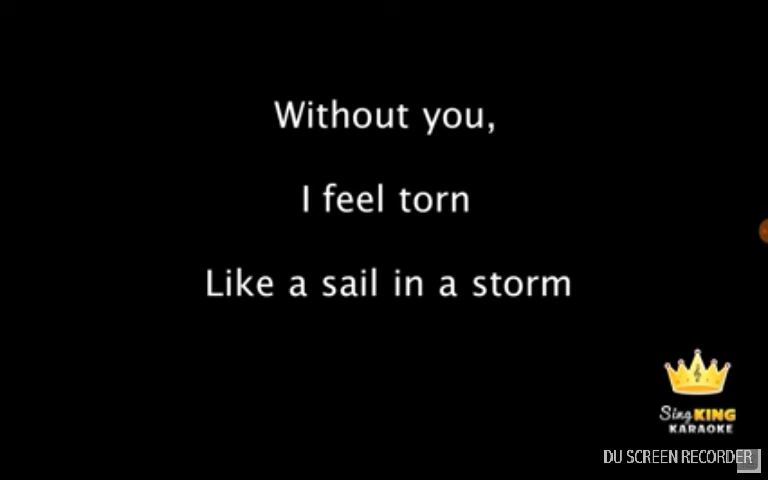 Without you,
I feel torn
Like a sail in a storm
Sing KING
KARAOKE
DU SCREEN RECORDER